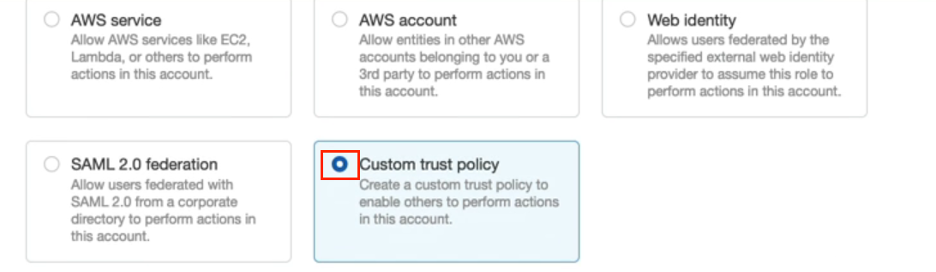 AWS service
Allow AWS services like EC2,
Lambda, or others to perform
actions in this account.
AWS account
Allow entities in other AWS
accounts belonging to you or a
3rd party to perform actions in
this account.
Web identity
Allows users federated by the
specified external web identity
provider to assume this role to
perform actions in this account.
SAML 2.0 federation
Allow users federated with
SAML 2.0 from a corporate
directory to perform actions in
this account.
Custom trust policy
Create a custom trust policy to
enable others to perform actions
in this account.